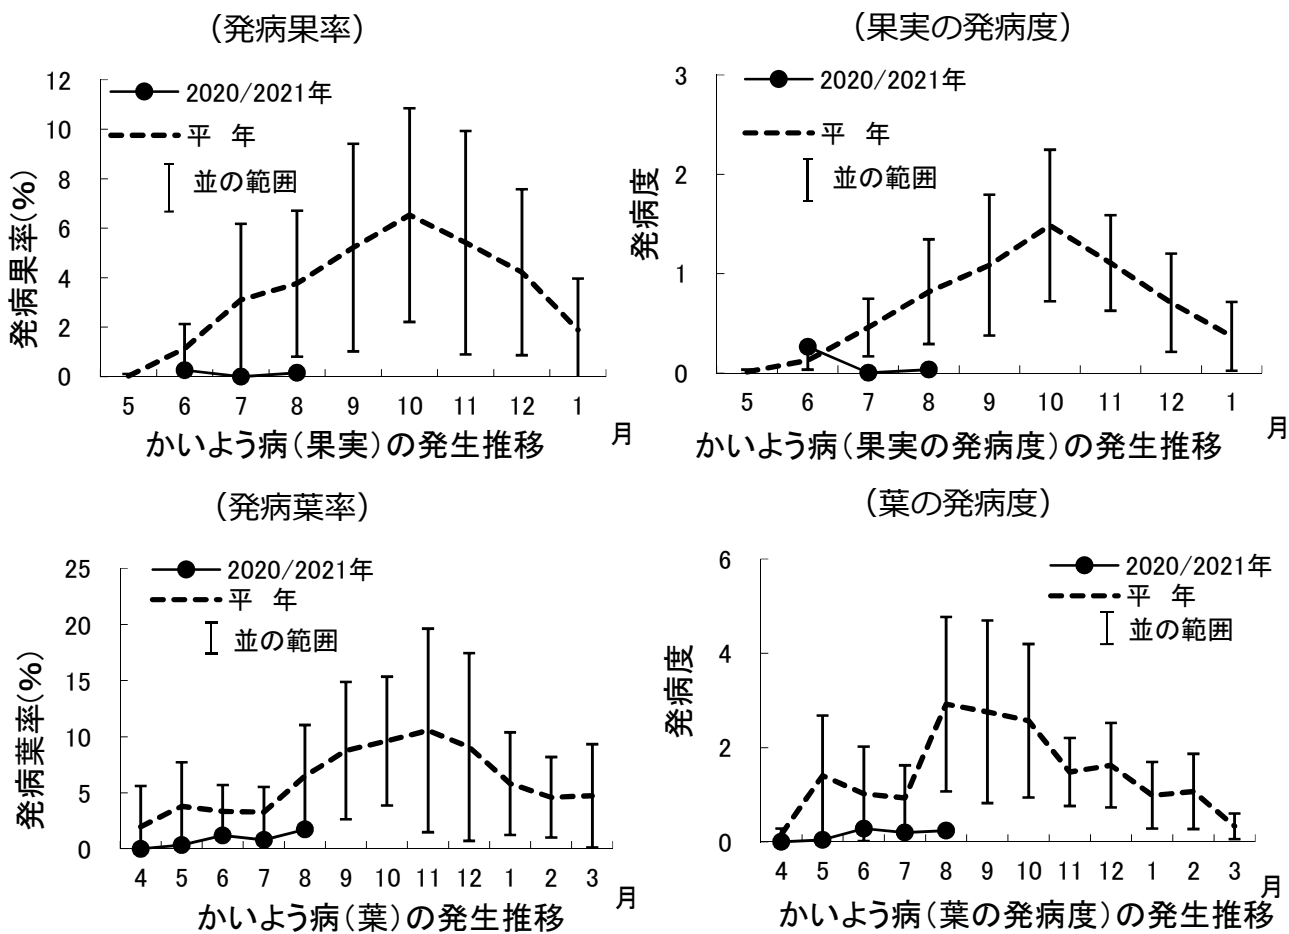 (発病果率)
12
10
8
6
4
2
0
発病果率(%)
2020/2021年
平 年
並の範囲
5 6 7 8 9 10 11 12 1
月
かいよう病(果実)の発生推移
(果実の発病度)
3
2
1
0
発病度
2020/2021年
平 年
並の範囲
5 6 7 8 9 10 11 12 1
月
かいよう病(果実の発病度)の発生推移
(発病葉率)
25
20
15
10
5
0
発病葉率(%)
2020/2021年
平 年
並の範囲
4 5 6 7 8 9 10 11 12 1 2 3
月
かいよう病(葉)の発生推移
(葉の発病度)
6
4
2
0
発病度
2020/2021年
平 年
並の範囲
4 5 6 7 8 9 10 11 12 1 2 3
月
かいよう病(葉の発病度)の発生推移